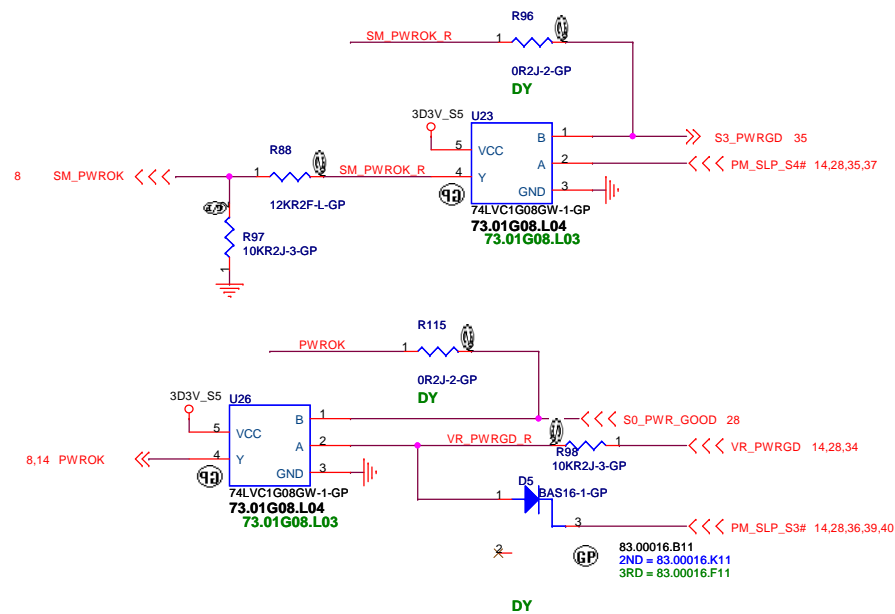 R96
SM_PWROK_R
1
0R2J-2-GP
DY
3D3V_S5
U23
5
VCC
B
1
S3_PWRGD 35
R88
8 SM_PWROK
1
SM_PWROK_R
4
Y
A
2
PM_SLP_S4# 14,28,35,37
12KR2F-L-GP
GND
3
GP
74LVC1G08GW-1-GP
73.01G08.L04
73.01G08.L03
R97
10KR2J-3-GP
1
R115
PWROK
1
0R2J-2-GP
DY
3D3V_S5
U26
B
1
S0_PWR_GOOD 28
5
VCC
A
2
VR_PWRGD_R
R98
1
VR_PWRGD 14,28,34
10KR2J-3-GP
8,14 PWROK
4
Y
GP
GND
3
74LVC1G08GW-1-GP
73.01G08.L04
73.01G08.L03
D5
BAS16-1-GP
1
3
PM_SLP_S3# 14,28,36,39,40
2
GP
83.00016.B11
2ND = 83.00016.K11
3RD = 83.00016.F11
DY